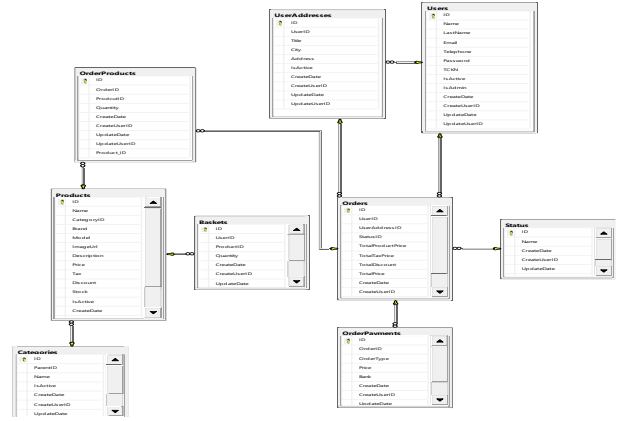 UserAddresses
ID
UserID
Title
City
Address
IsActive
CreateDate
CreateUserID
UpdateDate
UpdateUserID
Users
ID
Name
LastName
Email
Telephone
Password
TCKN
IsActive
IsAdmin
CreateDate
CreateUserID
UpdateDate
UpdateUserID
OrderProducts
ID
OrderID
ProductID
Quantity
CreateDate
CreateUserID
UpdateDate
UpdateUserID
Product_ID
Products
ID
Name
CategoryID
Brand
Model
ImageUrl
Description
Price
Tax
Discount
Stock
IsActive
CreateDate
Baskets
ID
UserID
ProductID
Quantity
CreateDate
CreateUserID
UpdateDate
Orders
ID
UserID
UserAddressID
StatusID
TotalProductPrice
TotalTaxPrice
TotalDiscount
TotalPrice
CreateDate
CreateUserID
Status
ID
Name
CreateDate
CreateUserID
UpdateDate
OrderPayments
ID
OrderID
OrderType
Price
Bank
CreateDate
CreateUserID
UpdateDate
Categories
ID
ParentID
Name
IsActive
CreateDate
CreateUserID
UpdateDate